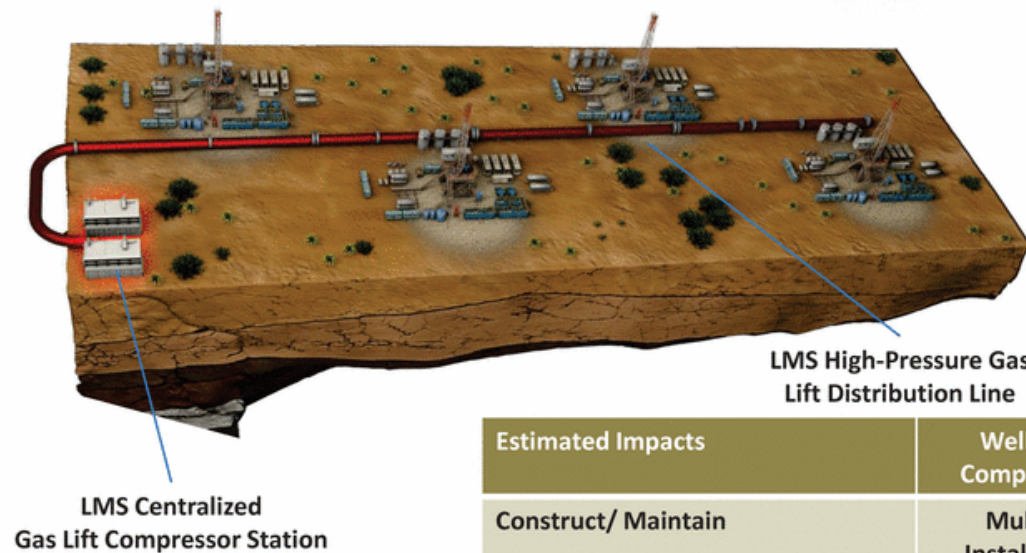 LMS High-Pressure Gas
Lift Distribution Line
LMS Centralized
Gas Lift Compressor Station
Estimated Impacts
Construct/ Maintain